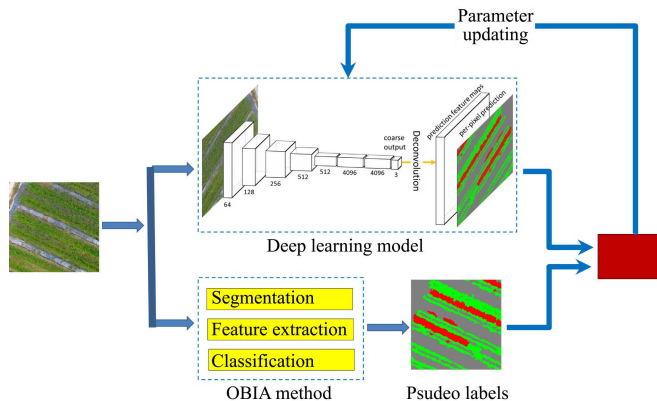 Parameter
updating
prediction feature maps
per-pixel prediction
coarse
output
Deconvolution
64
128
256
512
512
4096
4096
3
Deep learning model
Segmentation
Feature extraction
Classification
OBIA method
Psudeo labels